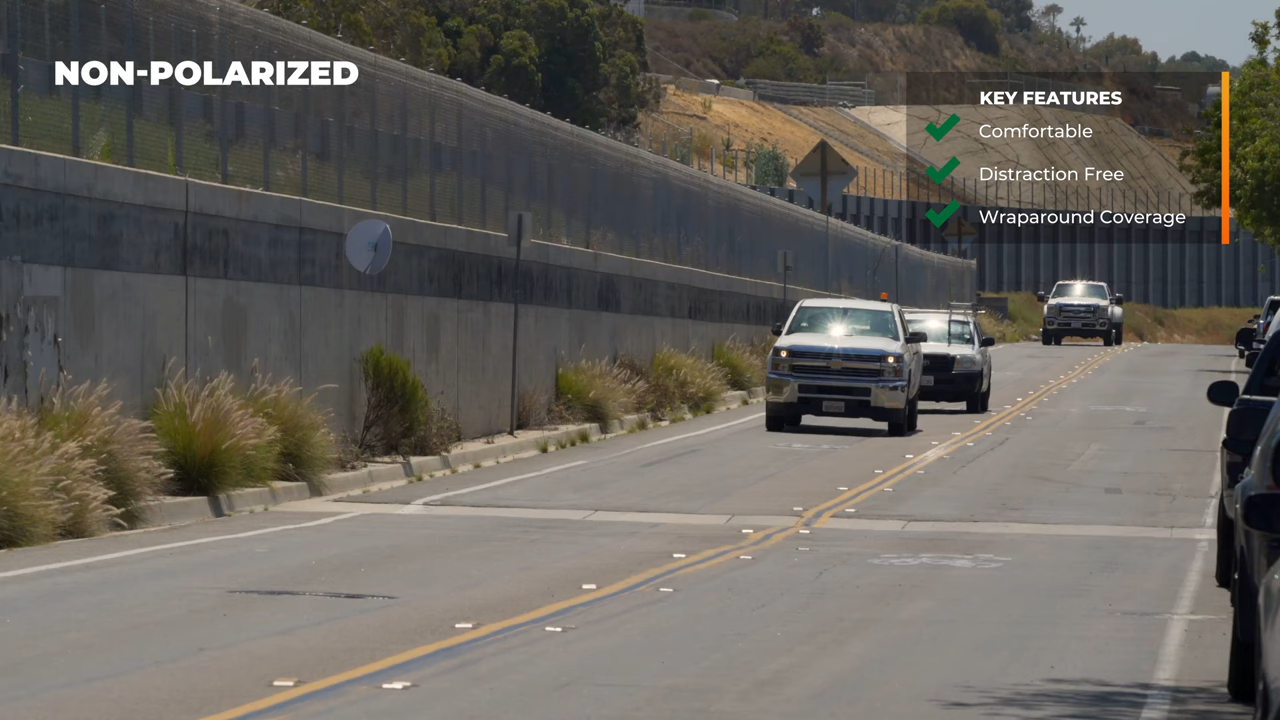 NON-POLARIZED
KEY FEATURES
Comfortable
Distraction Free
Wraparound Coverage